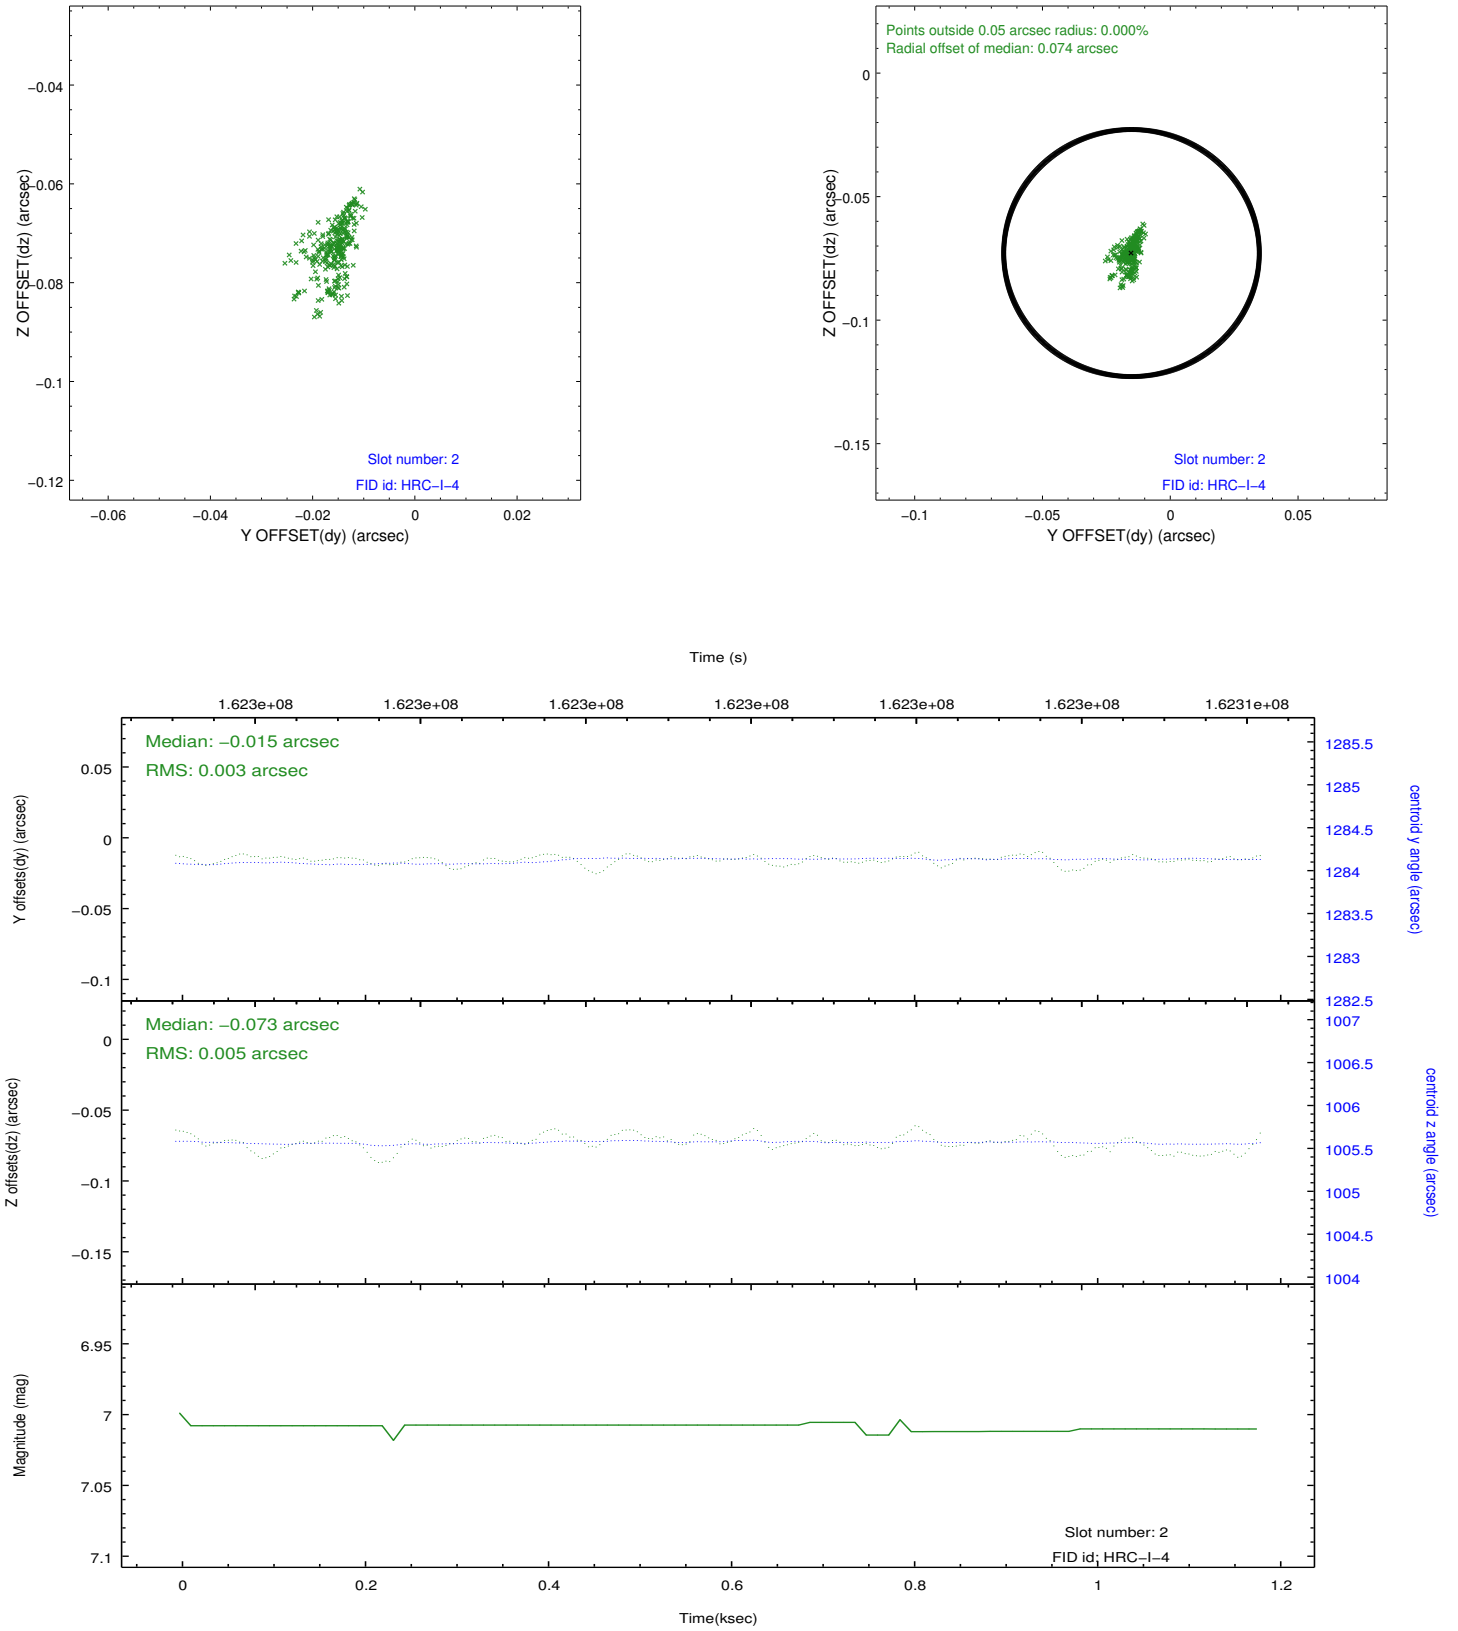 −0.04
−0.06
−0.08
−0.1
−0.12
Z OFFSET(dz) (arcsec)
Slot number: 2
FID id: HRC−I−4
−0.06 −0.04 −0.02 0 0.02
Y OFFSET(dy) (arcsec)
Points outside 0.05 arcsec radius: 0.000%
Radial offset of median: 0.074 arcsec
0
−0.05
−0.1
−0.15
Z OFFSET(dz) (arcsec)
Slot number: 2
FID id: HRC−I−4
−0.1 −0.05 0 0.05
Y OFFSET(dy) (arcsec)
Time (s)
1.623e+08 1.623e+08 1.623e+08 1.623e+08 1.623e+08 1.623e+08 1.6231e+08
Median: −0.015 arcsec
RMS: 0.003 arcsec
0.05
0
−0.05
−0.1
Y offsets(dy) (arcsec)
1285.5
1285
1284.5
1284
1283.5
1283
1282.5
centroid y angle (arcsec)
Median: −0.073 arcsec
RMS: 0.005 arcsec
0
−0.05
−0.1
−0.15
Z offsets(dz) (arcsec)
1007
1006.5
1006
1005.5
1005
1004.5
1004
centroid z angle (arcsec)
6.95
7
7.05
7.1
Magnitude (mag)
Slot number: 2
FID id: HRC−I−4
0 0.2 0.4 0.6 0.8 1 1.2
Time(ksec)